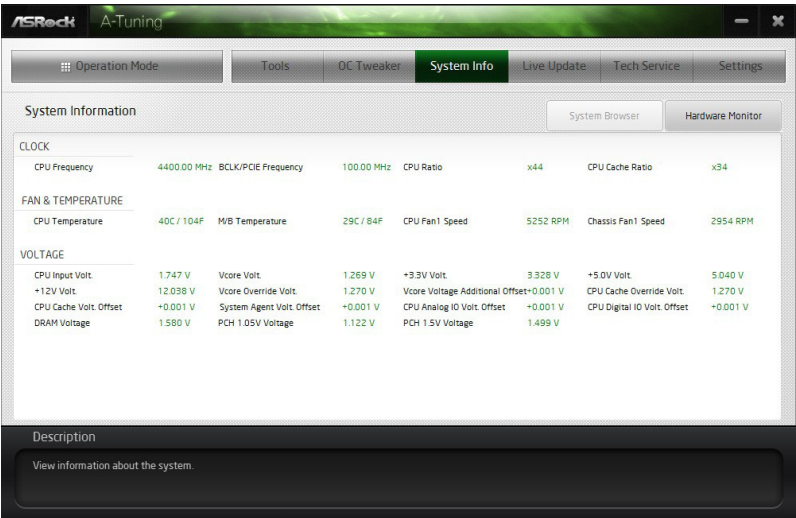 ASRock A-Tuning
Operation Mode Tools OC Tweaker System Info Live Update Tech Service Settings
System Information System Browser Hardware Monitor
CLOCK
CPU Frequency 4400.00 MHz BCLK/PCIE Frequency 100.00 MHz CPU Ratio x44 CPU Cache Ratio x34
FAN & TEMPERATURE
CPU Temperature 40C / 104F M/B Temperature 29C / 84F CPU Fan1 Speed 5252 RPM Chassis Fan1 Speed 2954 RPM
VOLTAGE
CPU Input Volt. 1.747 V Vcore Volt. 1.269 V +3.3V Volt. 3.328 V +5.0V Volt. 5.040 V
+12V Volt. 12.038 V Vcore Override Volt. 1.270 V Vcore Voltage Additional Offset +0.001 V CPU Cache Override Volt. 1.270 V
CPU Cache Volt. Offset +0.001 V System Agent Volt. Offset +0.001 V CPU Analog IO Volt. Offset +0.001 V CPU Digital IO Volt. Offset +0.001 V
DRAM Voltage 1.580 V PCH 1.05V Voltage 1.122 V PCH 1.5V Voltage 1.499 V
Description
View information about the system.